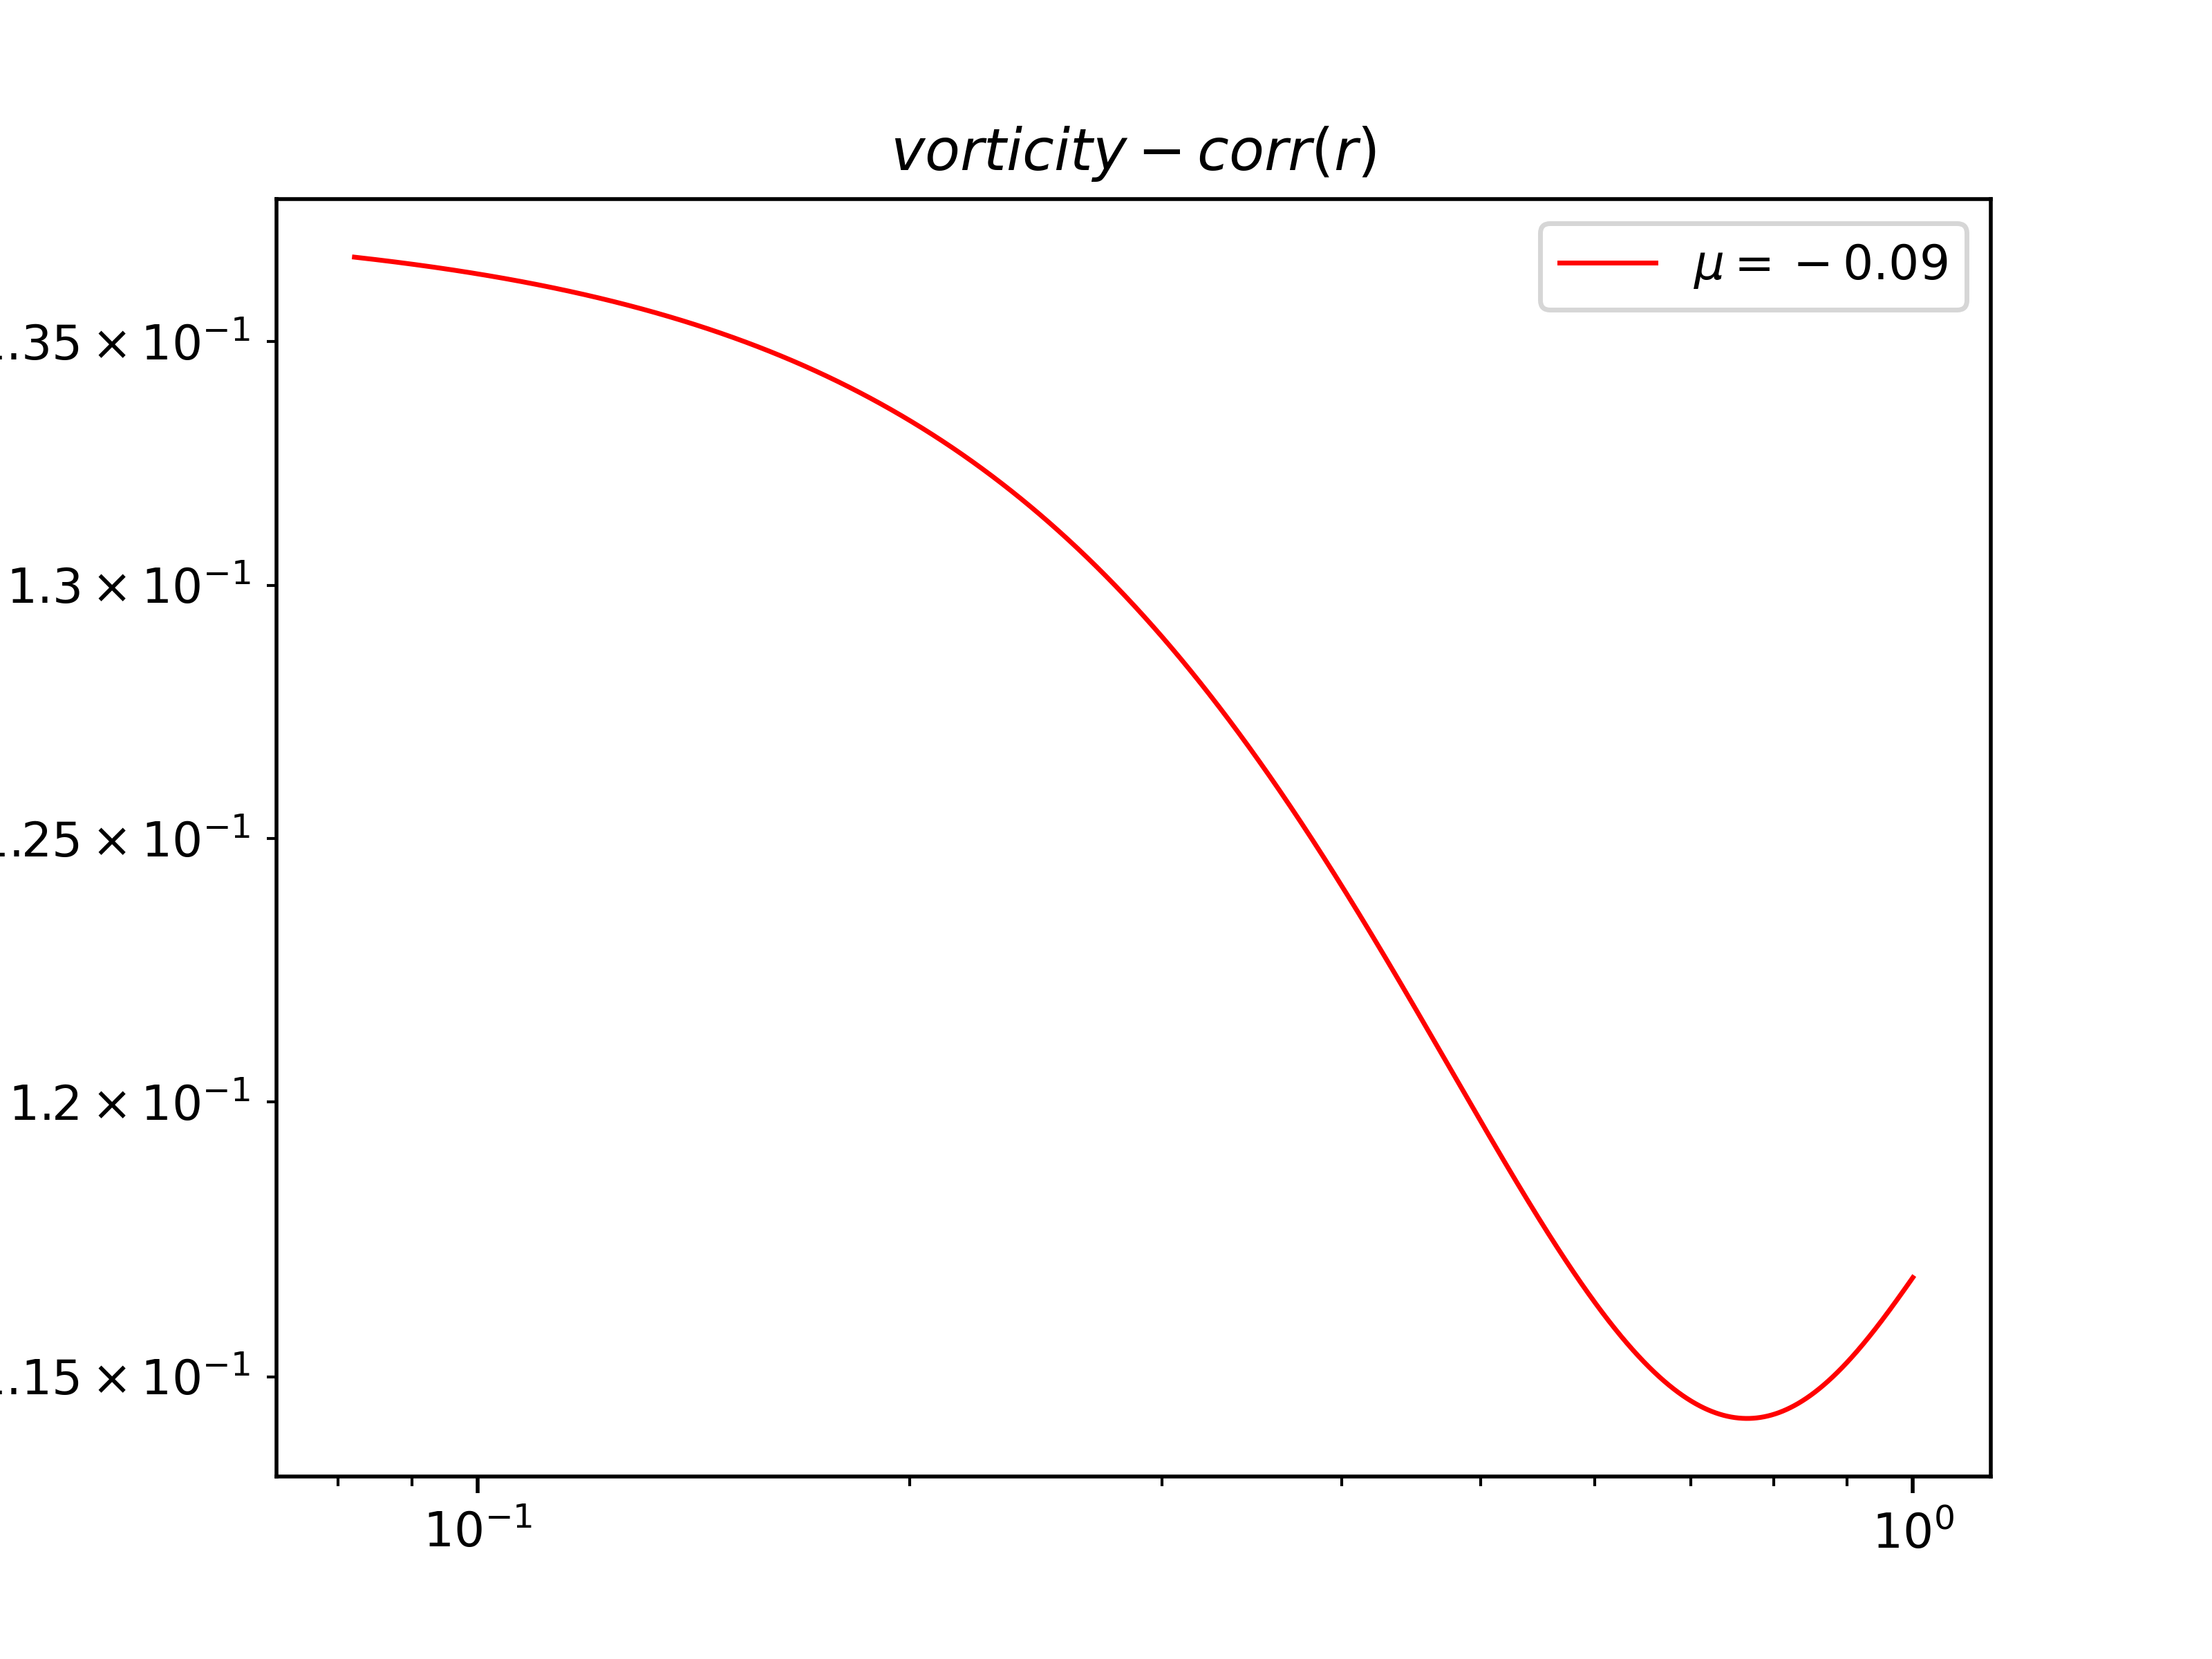 vorticity − corr(r)
μ = −0.09
.35 × 10⁻¹
1.3 × 10⁻¹
.25 × 10⁻¹
1.2 × 10⁻¹
.15 × 10⁻¹
10⁻¹ 10⁰